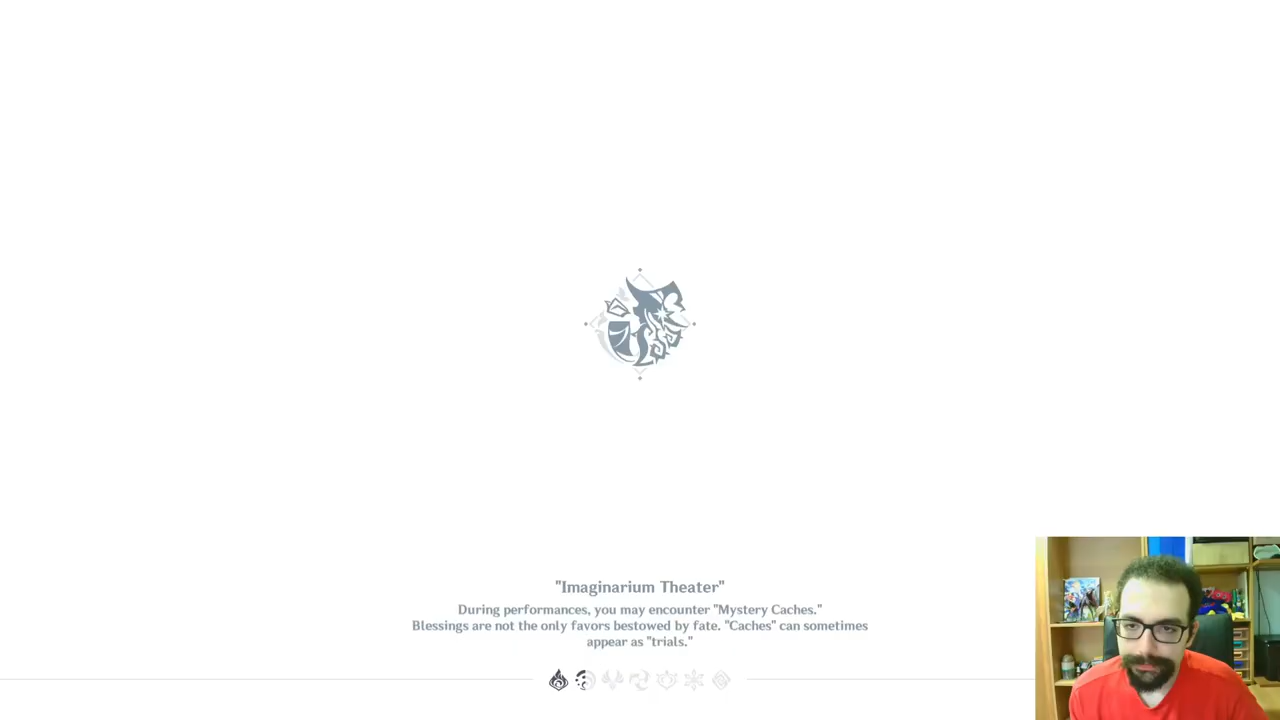 "Imaginarium Theater"
During performances, you may encounter "Mystery Caches."
Blessings are not the only favors bestowed by fate. "Caches" can sometimes
appear as "trials."